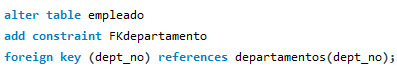 alter table empleado
add constraint FKdepartamento
foreign key (dept_no) references departamentos(dept_no);